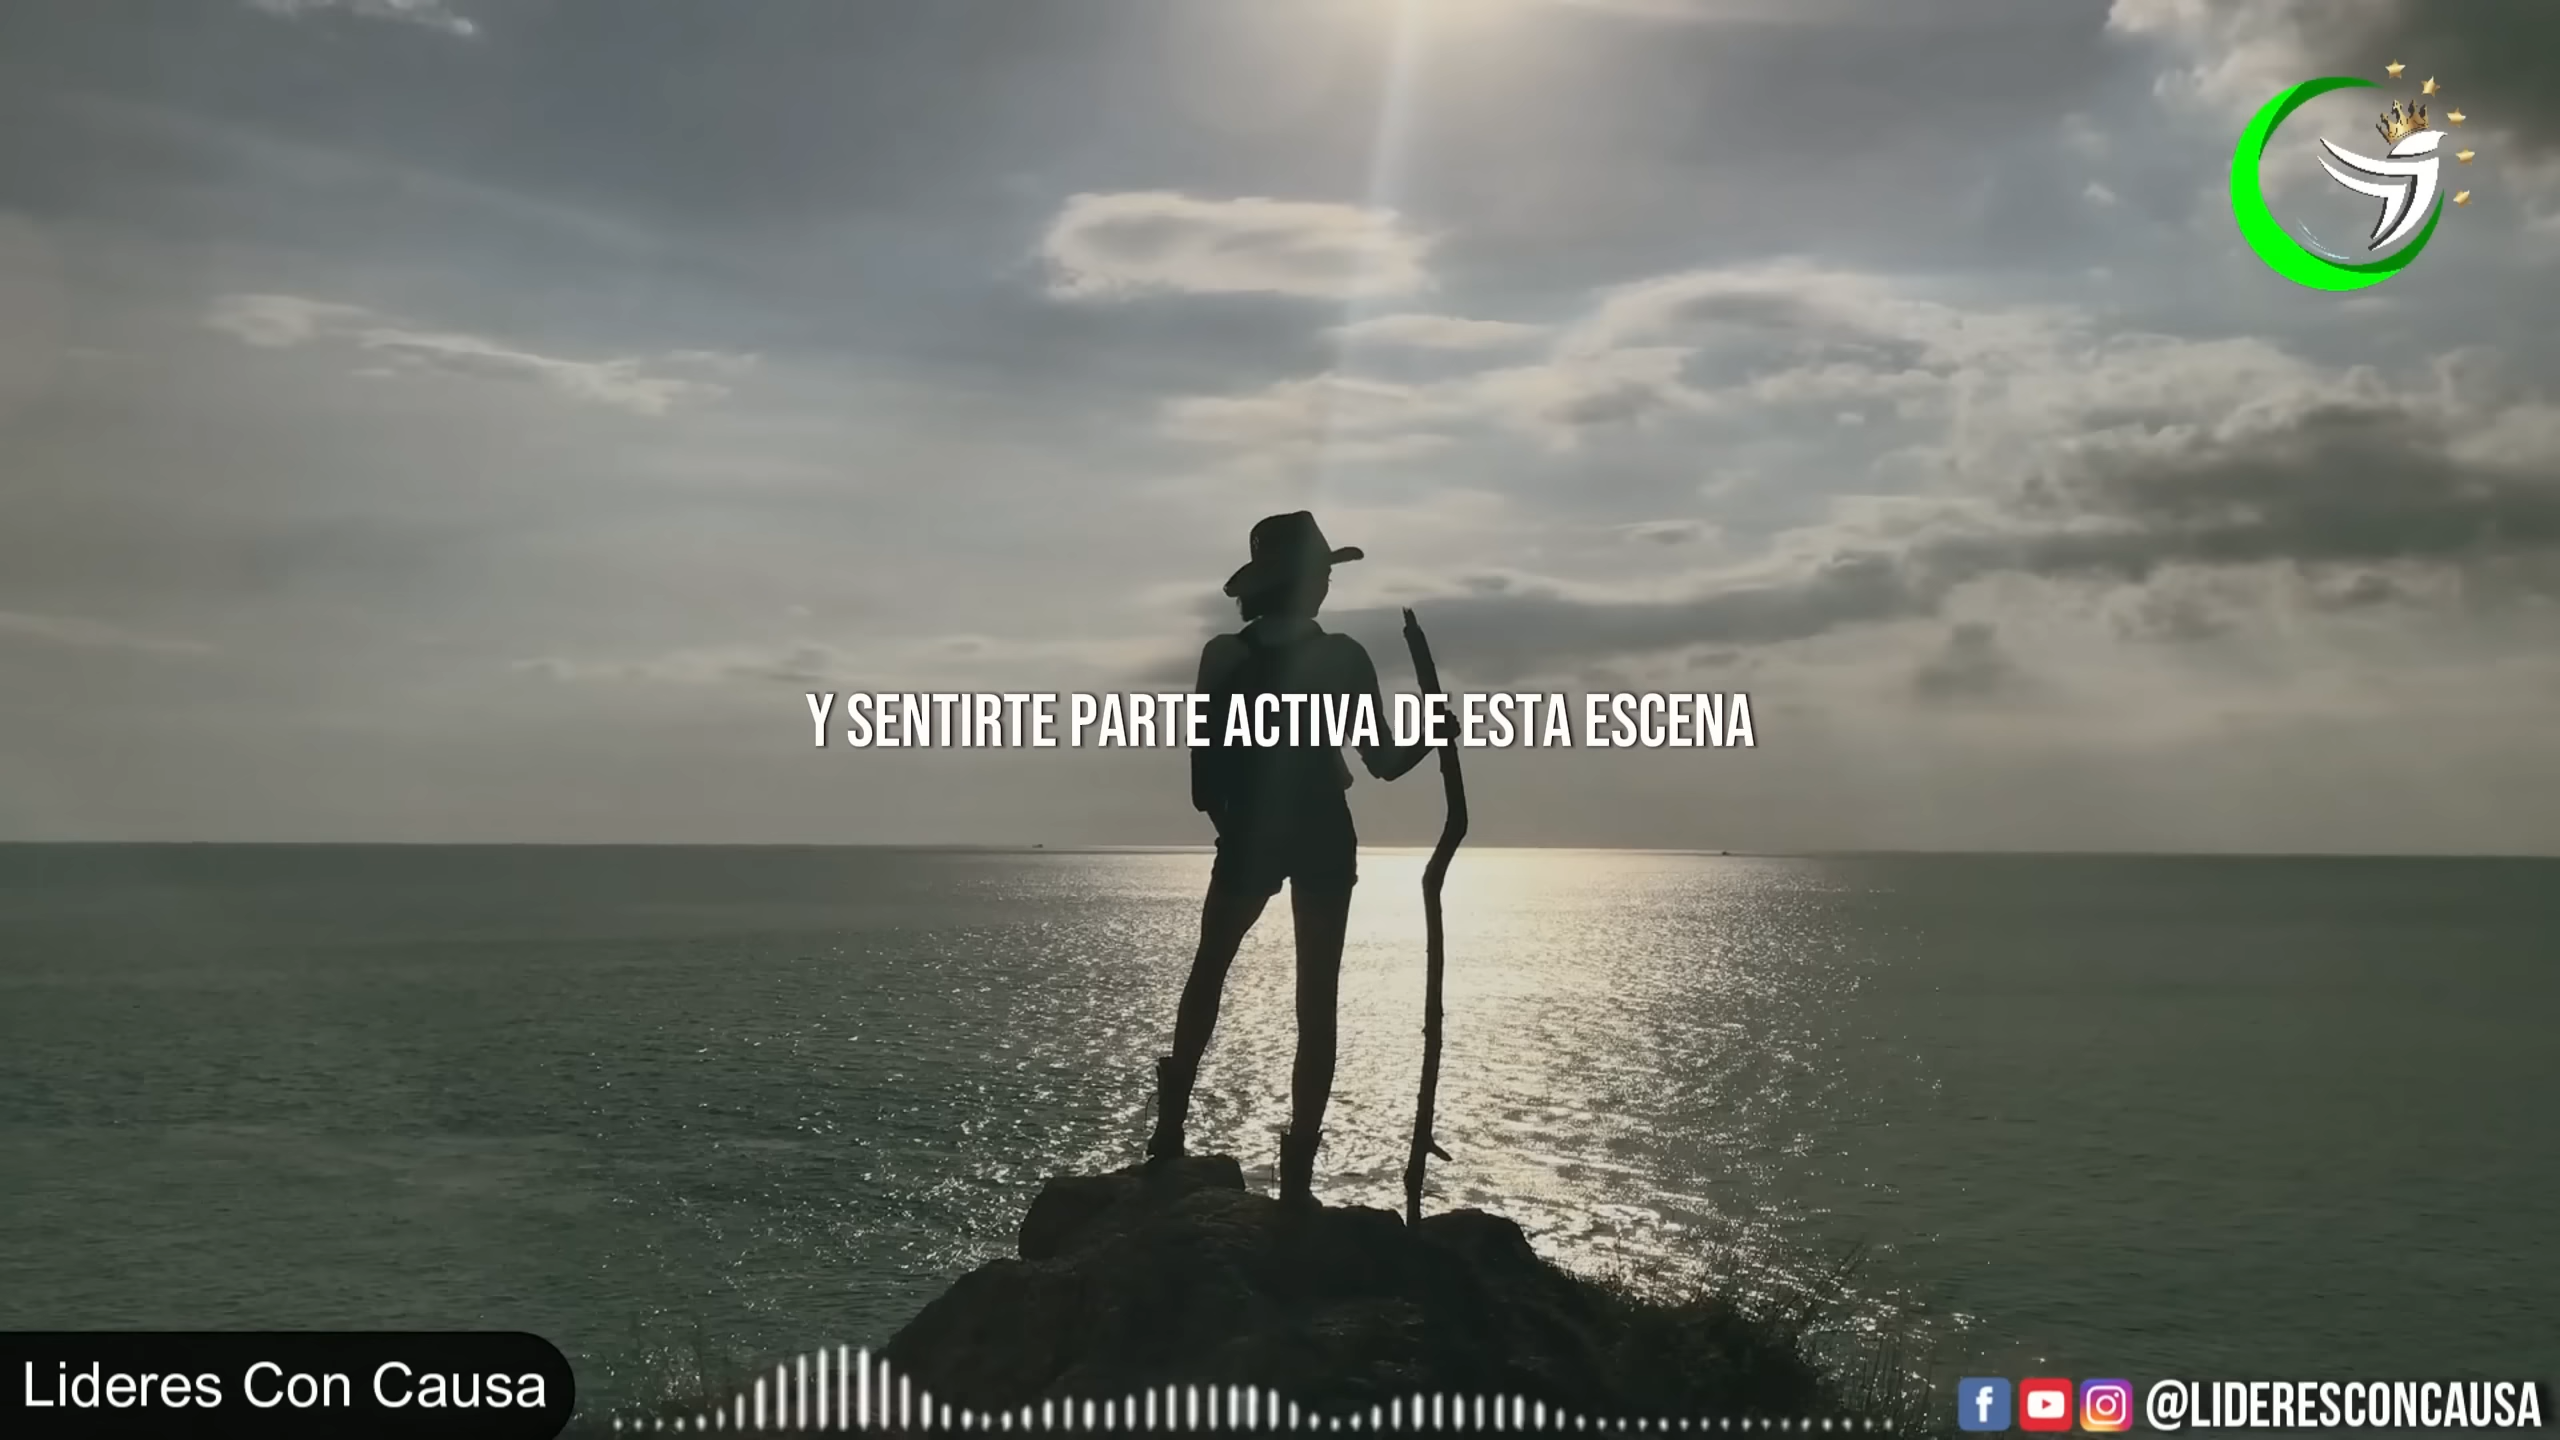 Y SENTIRTE PARTE ACTIVA DE ESTA ESCENA
Lideres Con Causa
@LIDERESCONCAUSA